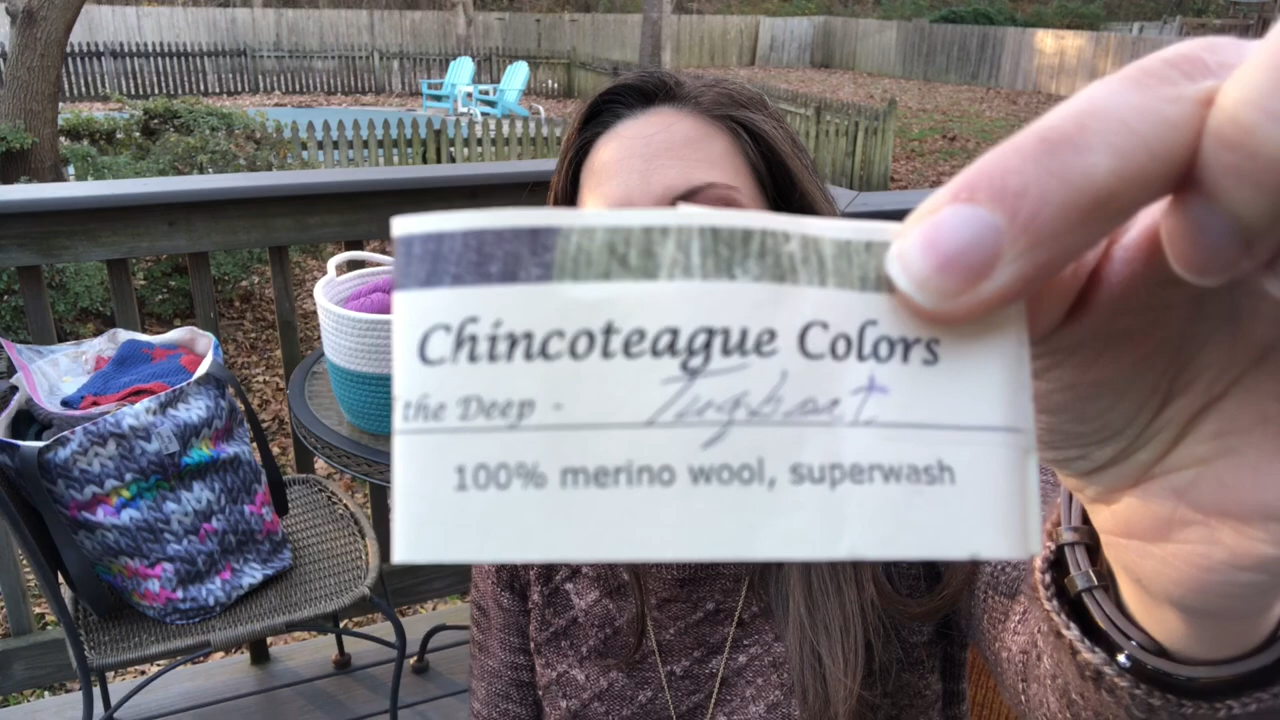 Chincoteague Colors
the Deep - Tugboat
100% merino wool, superwash